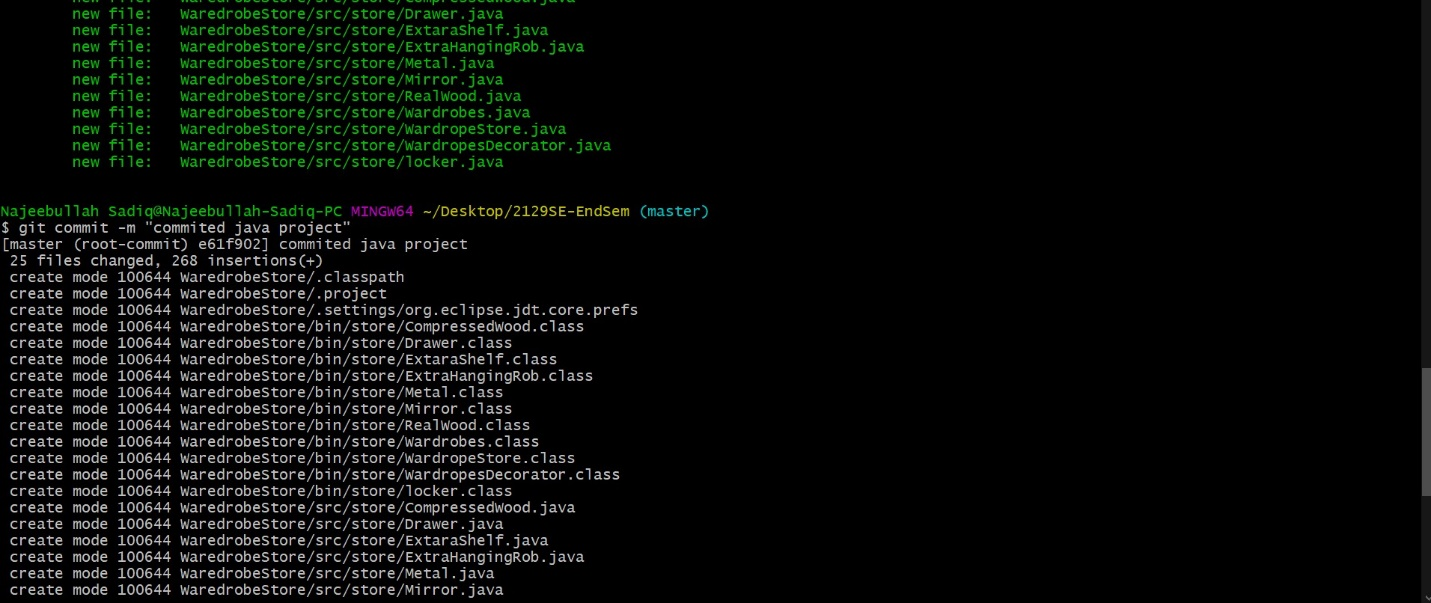 new file:   WaredrobeStore/src/store/CompressedWood.java
new file:   WaredrobeStore/src/store/Drawer.java
new file:   WaredrobeStore/src/store/ExtaraShelf.java
new file:   WaredrobeStore/src/store/ExtraHangingRob.java
new file:   WaredrobeStore/src/store/Metal.java
new file:   WaredrobeStore/src/store/Mirror.java
new file:   WaredrobeStore/src/store/RealWood.java
new file:   WaredrobeStore/src/store/Wardrobes.java
new file:   WaredrobeStore/src/store/WardropeStore.java
new file:   WaredrobeStore/src/store/WardropesDecorator.java
new file:   WaredrobeStore/src/store/locker.java
Najeebullah Sadiq@Najeebullah-Sadiq-PC MINGW64 ~/Desktop/2129SE-EndSem (master)
$ git commit -m "commited java project"
[master (root-commit) e61f902] commited java project
 25 files changed, 268 insertions(+)
 create mode 100644 WaredrobeStore/.classpath
 create mode 100644 WaredrobeStore/.project
 create mode 100644 WaredrobeStore/.settings/org.eclipse.jdt.core.prefs
 create mode 100644 WaredrobeStore/bin/store/CompressedWood.class
 create mode 100644 WaredrobeStore/bin/store/Drawer.class
 create mode 100644 WaredrobeStore/bin/store/ExtaraShelf.class
 create mode 100644 WaredrobeStore/bin/store/ExtraHangingRob.class
 create mode 100644 WaredrobeStore/bin/store/Metal.class
 create mode 100644 WaredrobeStore/bin/store/Mirror.class
 create mode 100644 WaredrobeStore/bin/store/RealWood.class
 create mode 100644 WaredrobeStore/bin/store/Wardrobes.class
 create mode 100644 WaredrobeStore/bin/store/WardropeStore.class
 create mode 100644 WaredrobeStore/bin/store/WardropesDecorator.class
 create mode 100644 WaredrobeStore/bin/store/locker.class
 create mode 100644 WaredrobeStore/src/store/CompressedWood.java
 create mode 100644 WaredrobeStore/src/store/Drawer.java
 create mode 100644 WaredrobeStore/src/store/ExtaraShelf.java
 create mode 100644 WaredrobeStore/src/store/ExtraHangingRob.java
 create mode 100644 WaredrobeStore/src/store/Metal.java
 create mode 100644 WaredrobeStore/src/store/Mirror.java